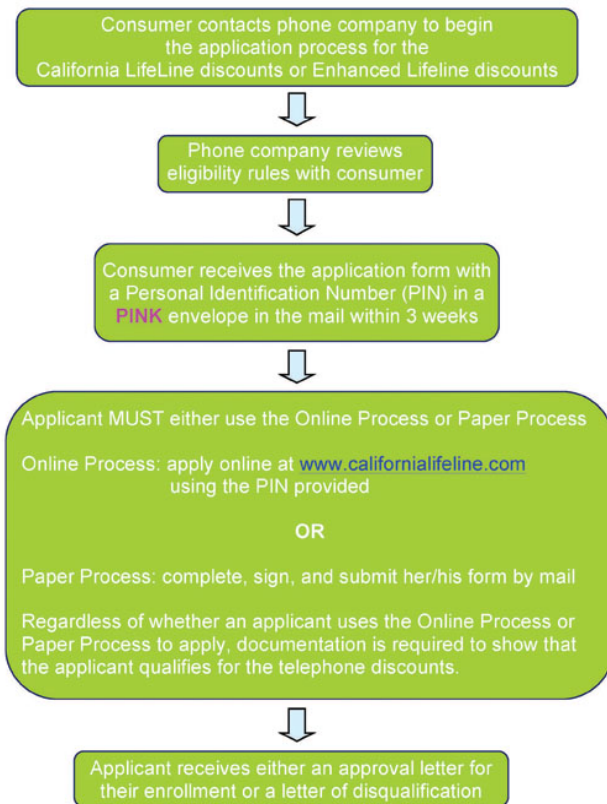 Consumer contacts phone company to begin
the application process for the
California LifeLine discounts or Enhanced Lifeline discounts
Phone company reviews
eligibility rules with consumer
Consumer receives the application form with
a Personal Identification Number (PIN) in a
PINK envelope in the mail within 3 weeks
Applicant MUST either use the Online Process or Paper Process
Online Process: apply online at www.californialifeline.com
using the PIN provided
OR
Paper Process: complete, sign, and submit her/his form by mail
Regardless of whether an applicant uses the Online Process or
Paper Process to apply, documentation is required to show that
the applicant qualifies for the telephone discounts.
Applicant receives either an approval letter for
their enrollment or a letter of disqualification